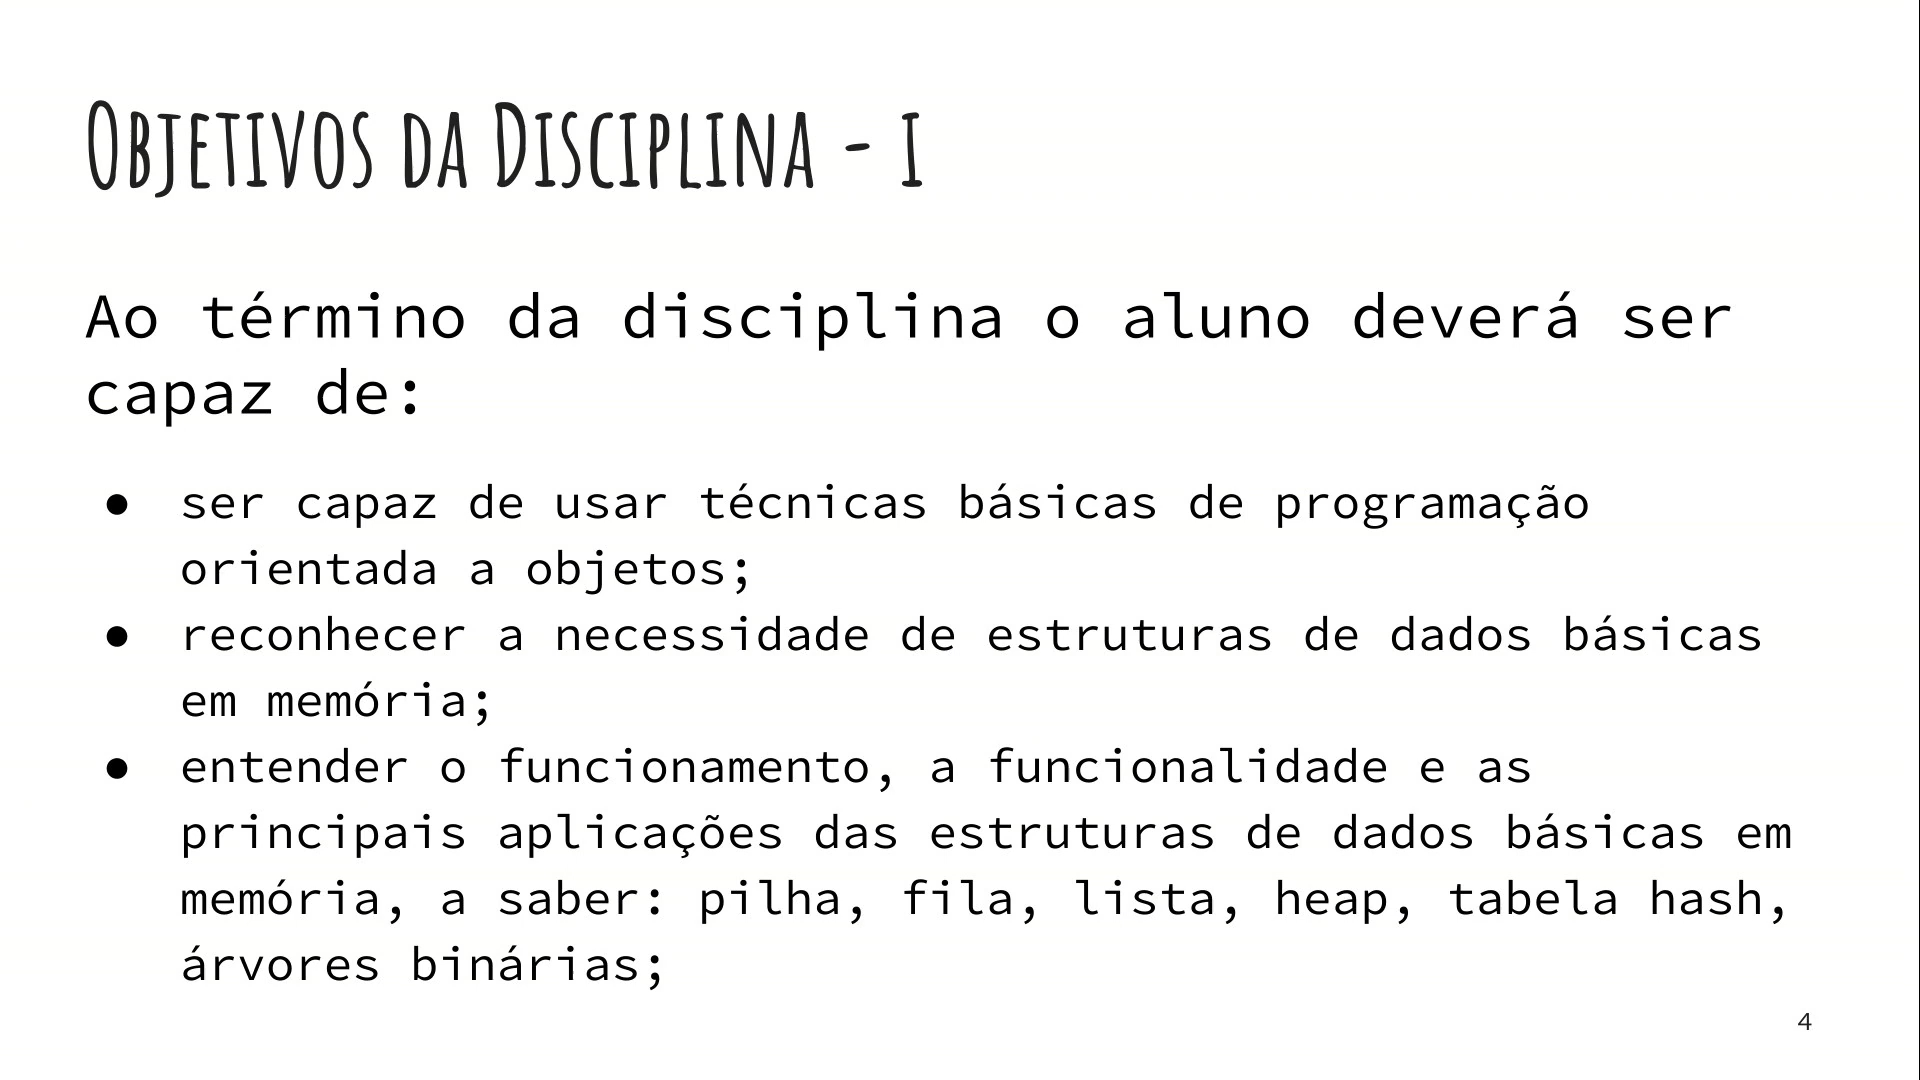 Objetivos da Disciplina - i
Ao término da disciplina o aluno deverá ser
capaz de:
● ser capaz de usar técnicas básicas de programação
orientada a objetos;
● reconhecer a necessidade de estruturas de dados básicas
em memória;
● entender o funcionamento, a funcionalidade e as
principais aplicações das estruturas de dados básicas em
memória, a saber: pilha, fila, lista, heap, tabela hash,
árvores binárias;
4